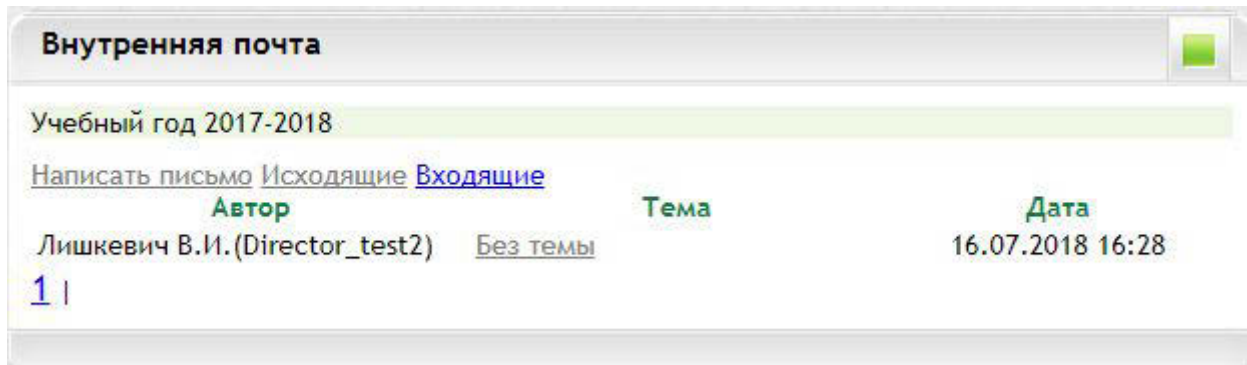 Внутренняя почта
Учебный год 2017-2018
Написать письмо Исходящие Входящие
Автор Тема Дата
Лишкевич В.И.(Director_test2) Без темы 16.07.2018 16:28
1 |